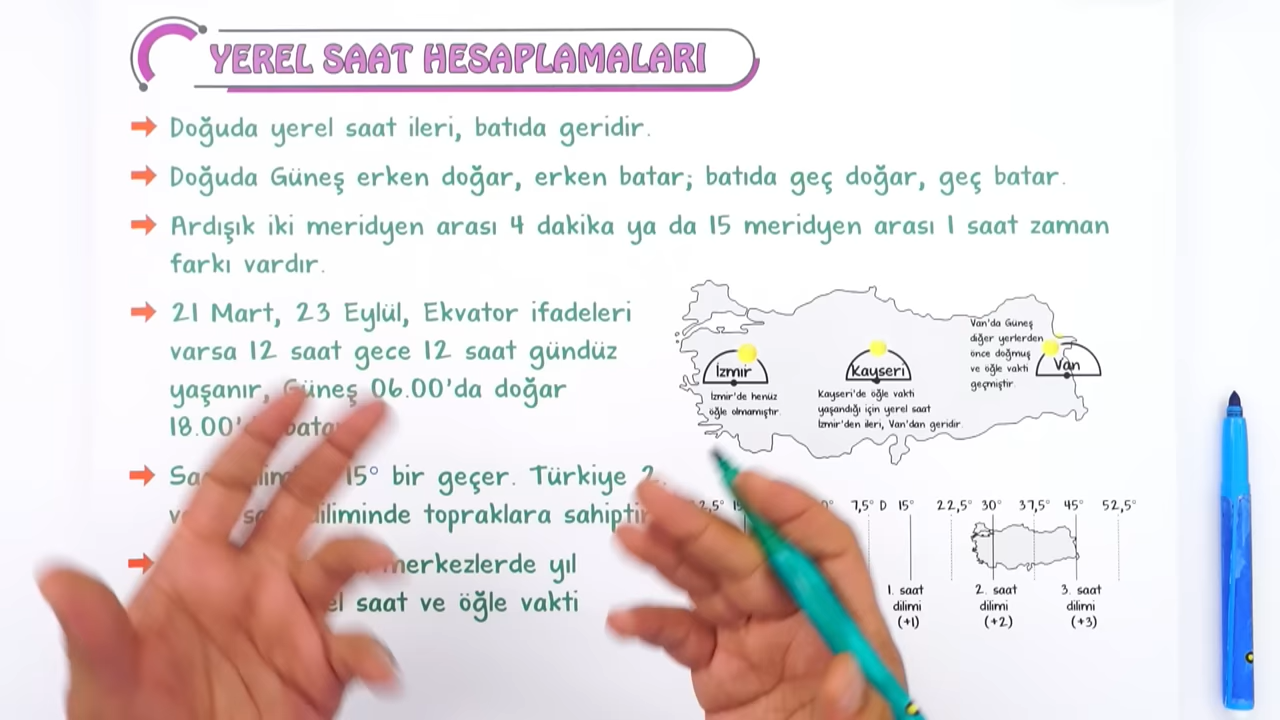 YEREL SAAT HESAPLAMALARI
Doğuda yerel saat ileri, batıda geridir.
Doğuda Güneş erken doğar, erken batar; batıda geç doğar, geç batar.
Ardışık iki meridyen arası 4 dakika ya da 15 meridyen arası 1 saat zaman
farkı vardır.
21 Mart, 23 Eylül, Ekvator ifadeleri
varsa 12 saat gece 12 saat gündüz
yaşanır, Güneş 06.00'da doğar
18.00'
15° bir geçer. Türkiye 2.
diliminde topraklara sahiptir
merkezlerde yıl
saat ve öğle vakti
İzmir
İzmir'de henüz
öğle olmamıştır.
Kayseri
Kayseri'de öğle vakti
yaşandığı için yerel saat
İzmir'den ileri, Van'dan geridir.
Van'da Güneş
diğer yerlerden
önce doğmuş
ve öğle vakti
geçmiştir.
Van
7,5° D 15° 22,5° 30° 37,5° 45° 52,5°
1. saat
dilimi
(+1)
2. saat
dilimi
(+2)
3. saat
dilimi
(+3)